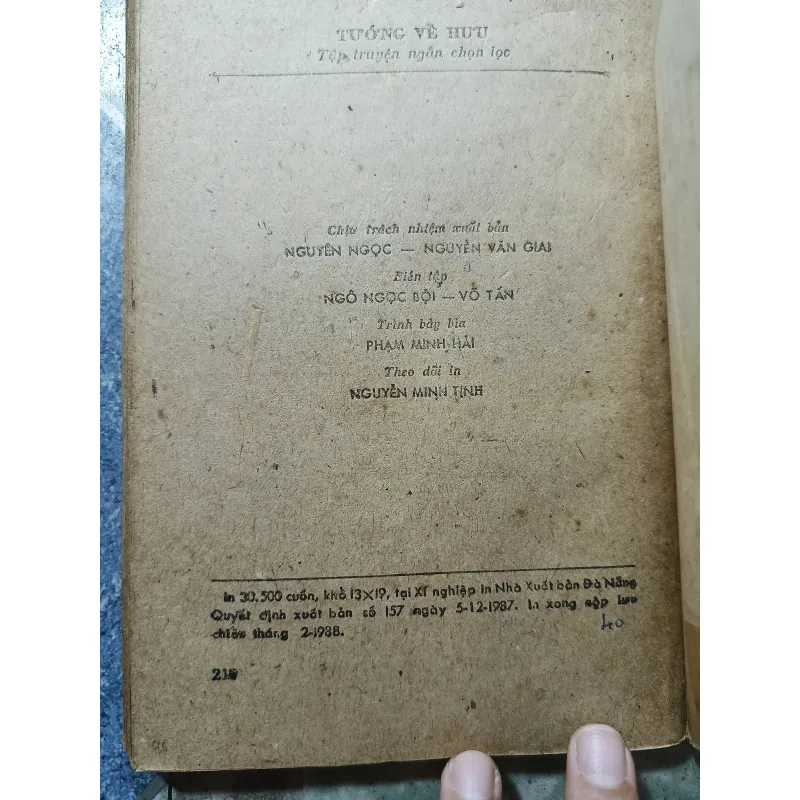 TƯỚNG VỀ HƯU
Tập truyện ngắn chọn lọc
Chịu trách nhiệm xuất bản
NGUYÊN NGỌC — NGUYỄN VĂN GIAI
Biên tập
NGÔ NGỌC BỘI — VÕ TẤN
Trình bày bìa
PHẠM MINH HẢI
Theo dõi in
NGUYỄN MINH TỊNH
In 30.500 cuốn, khổ 13×19, tại Xí nghiệp in Nhà Xuất bản Đà Nẵng
Quyết định xuất bản số 157 ngày 5-12-1987. In xong nộp lưu
chiểu tháng 2-1988.
40